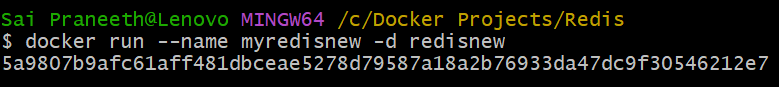 Sai Praneeth@Lenovo MINGW64 /c/Docker Projects/Redis
$ docker run --name myredisnew -d redisnew
5a9807b9afc61aff481dbceae5278d79587a18a2b76933da47dc9f30546212e7